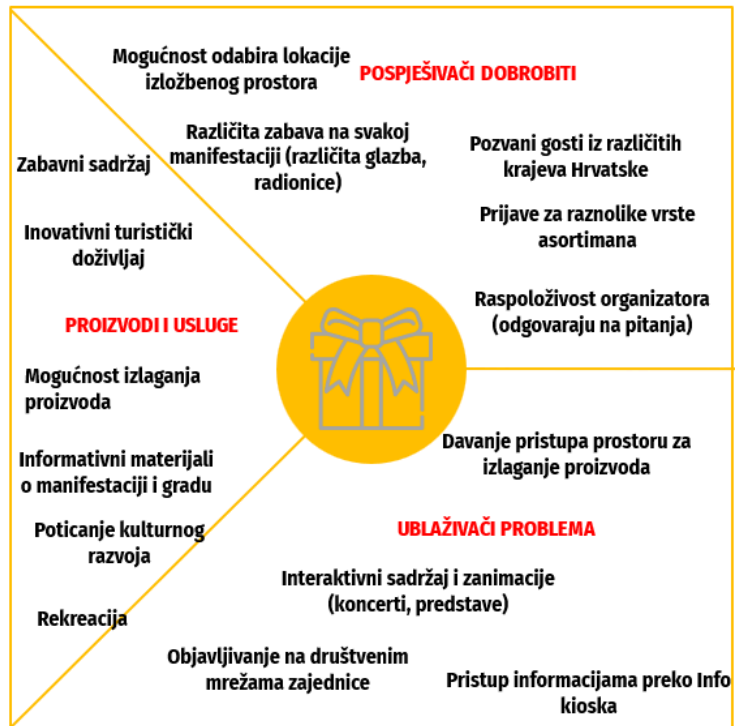 Mogućnost odabira lokacije
izložbenog prostora
POSPJEŠIVAČI DOBROBITI
Različita zabava na svakoj
manifestaciji (različita glazba,
radionice)
Pozvani gosti iz različitih
krajeva Hrvatske
Prijave za raznolike vrste
asortimana
Raspoloživost organizatora
(odgovaraju na pitanja)
Zabavni sadržaj
Inovativni turistički
doživljaj
PROIZVODI I USLUGE
Mogućnost izlaganja
proizvoda
Informativni materijali
o manifestaciji i gradu
Poticanje kulturnog
razvoja
Rekreacija
Davanje pristupa prostoru za
izlaganje proizvoda
UBLAŽIVAČI PROBLEMA
Interaktivni sadržaj i zanimacije
(koncerti, predstave)
Objavljivanje na društvenim
mrežama zajednice
Pristup informacijama preko Info
kioska